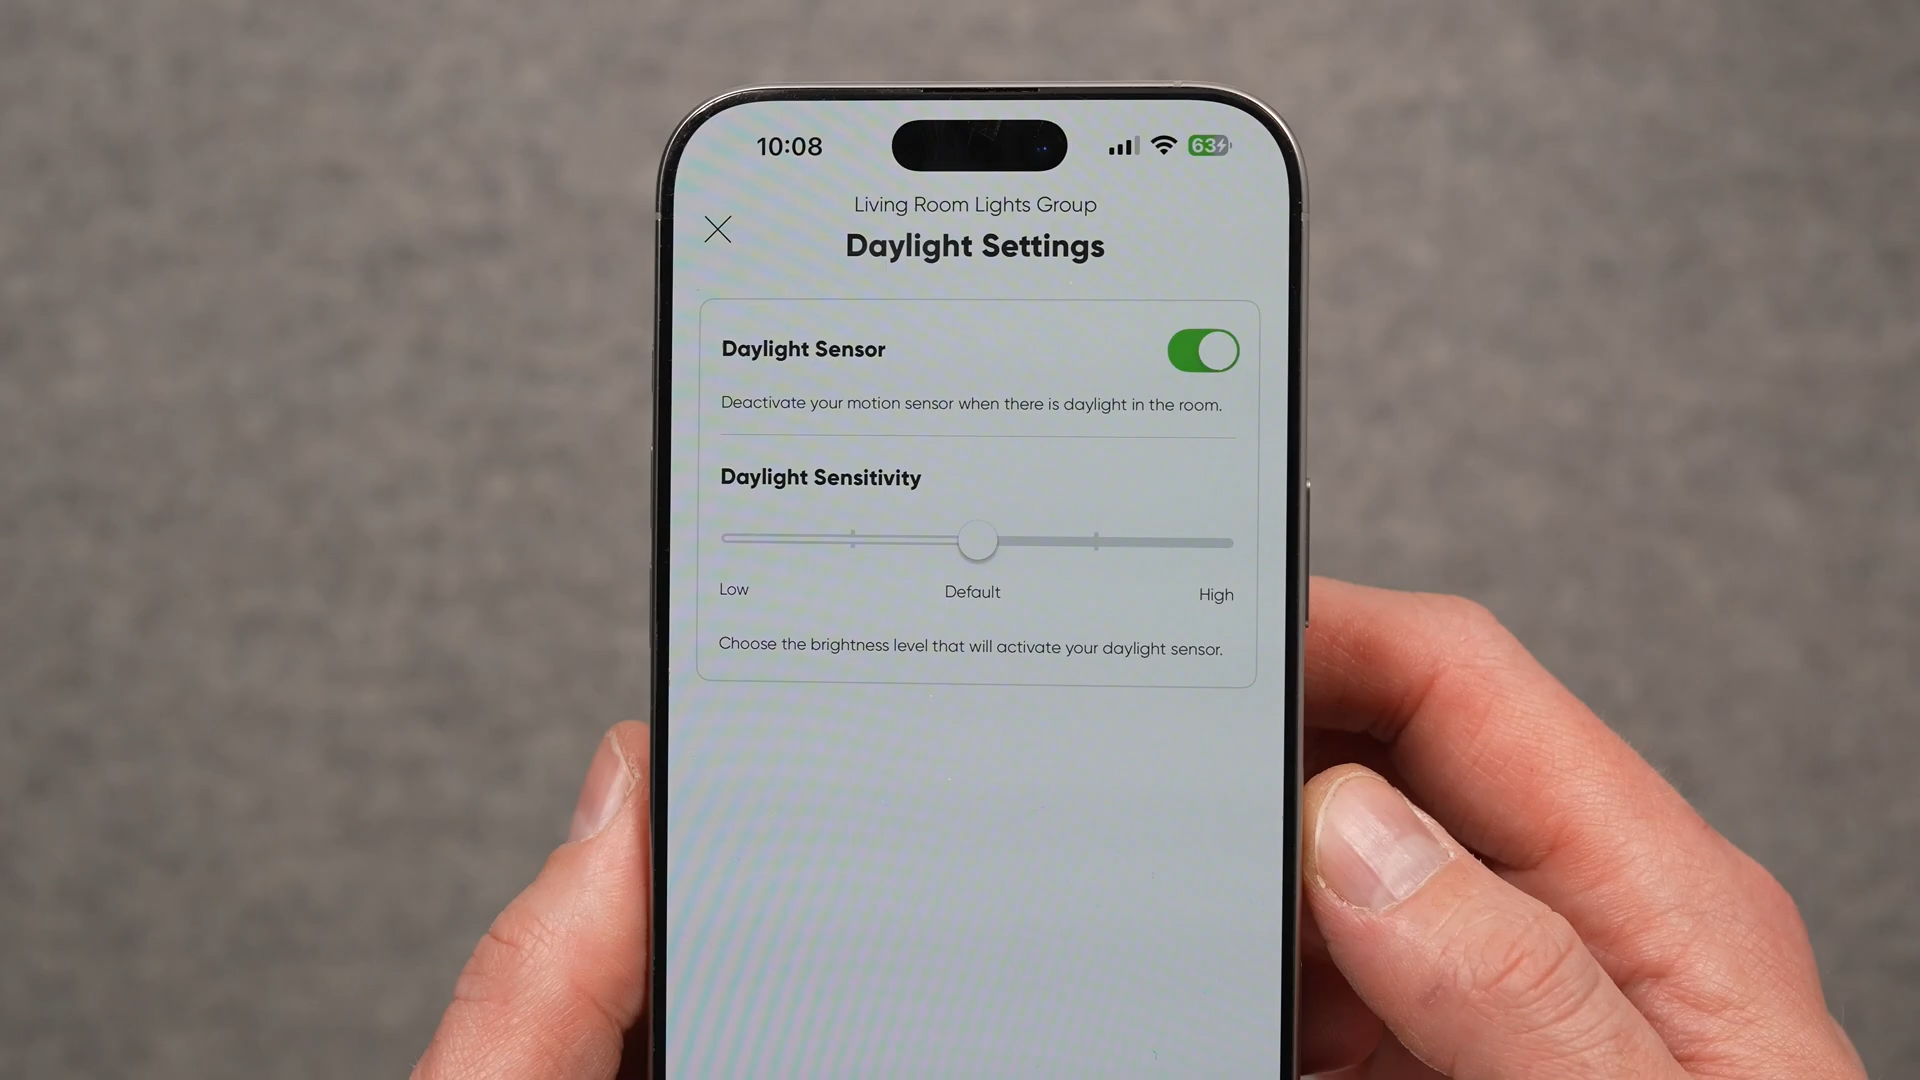 10:08
63
Living Room Lights Group
Daylight Settings
Daylight Sensor
Deactivate your motion sensor when there is daylight in the room.
Daylight Sensitivity
Low
Default
High
Choose the brightness level that will activate your daylight sensor.